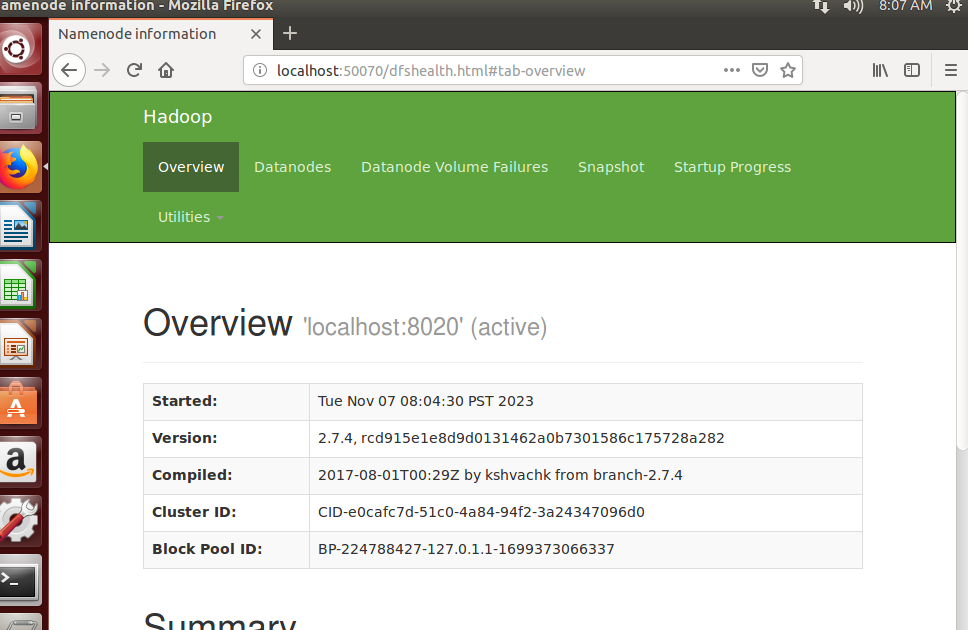 amenode information - Mozilla Firefox
8:07 AM
Namenode information
localhost:50070/dfshealth.html#tab-overview
Hadoop
Overview Datanodes Datanode Volume Failures Snapshot Startup Progress
Utilities
Overview 'localhost:8020' (active)
Started: Tue Nov 07 08:04:30 PST 2023
Version: 2.7.4, rcd915e1e8d9d0131462a0b7301586c175728a282
Compiled: 2017-08-01T00:29Z by kshvachk from branch-2.7.4
Cluster ID: CID-e0cafc7d-51c0-4a84-94f2-3a24347096d0
Block Pool ID: BP-224788427-127.0.1.1-1699373066337
Summary